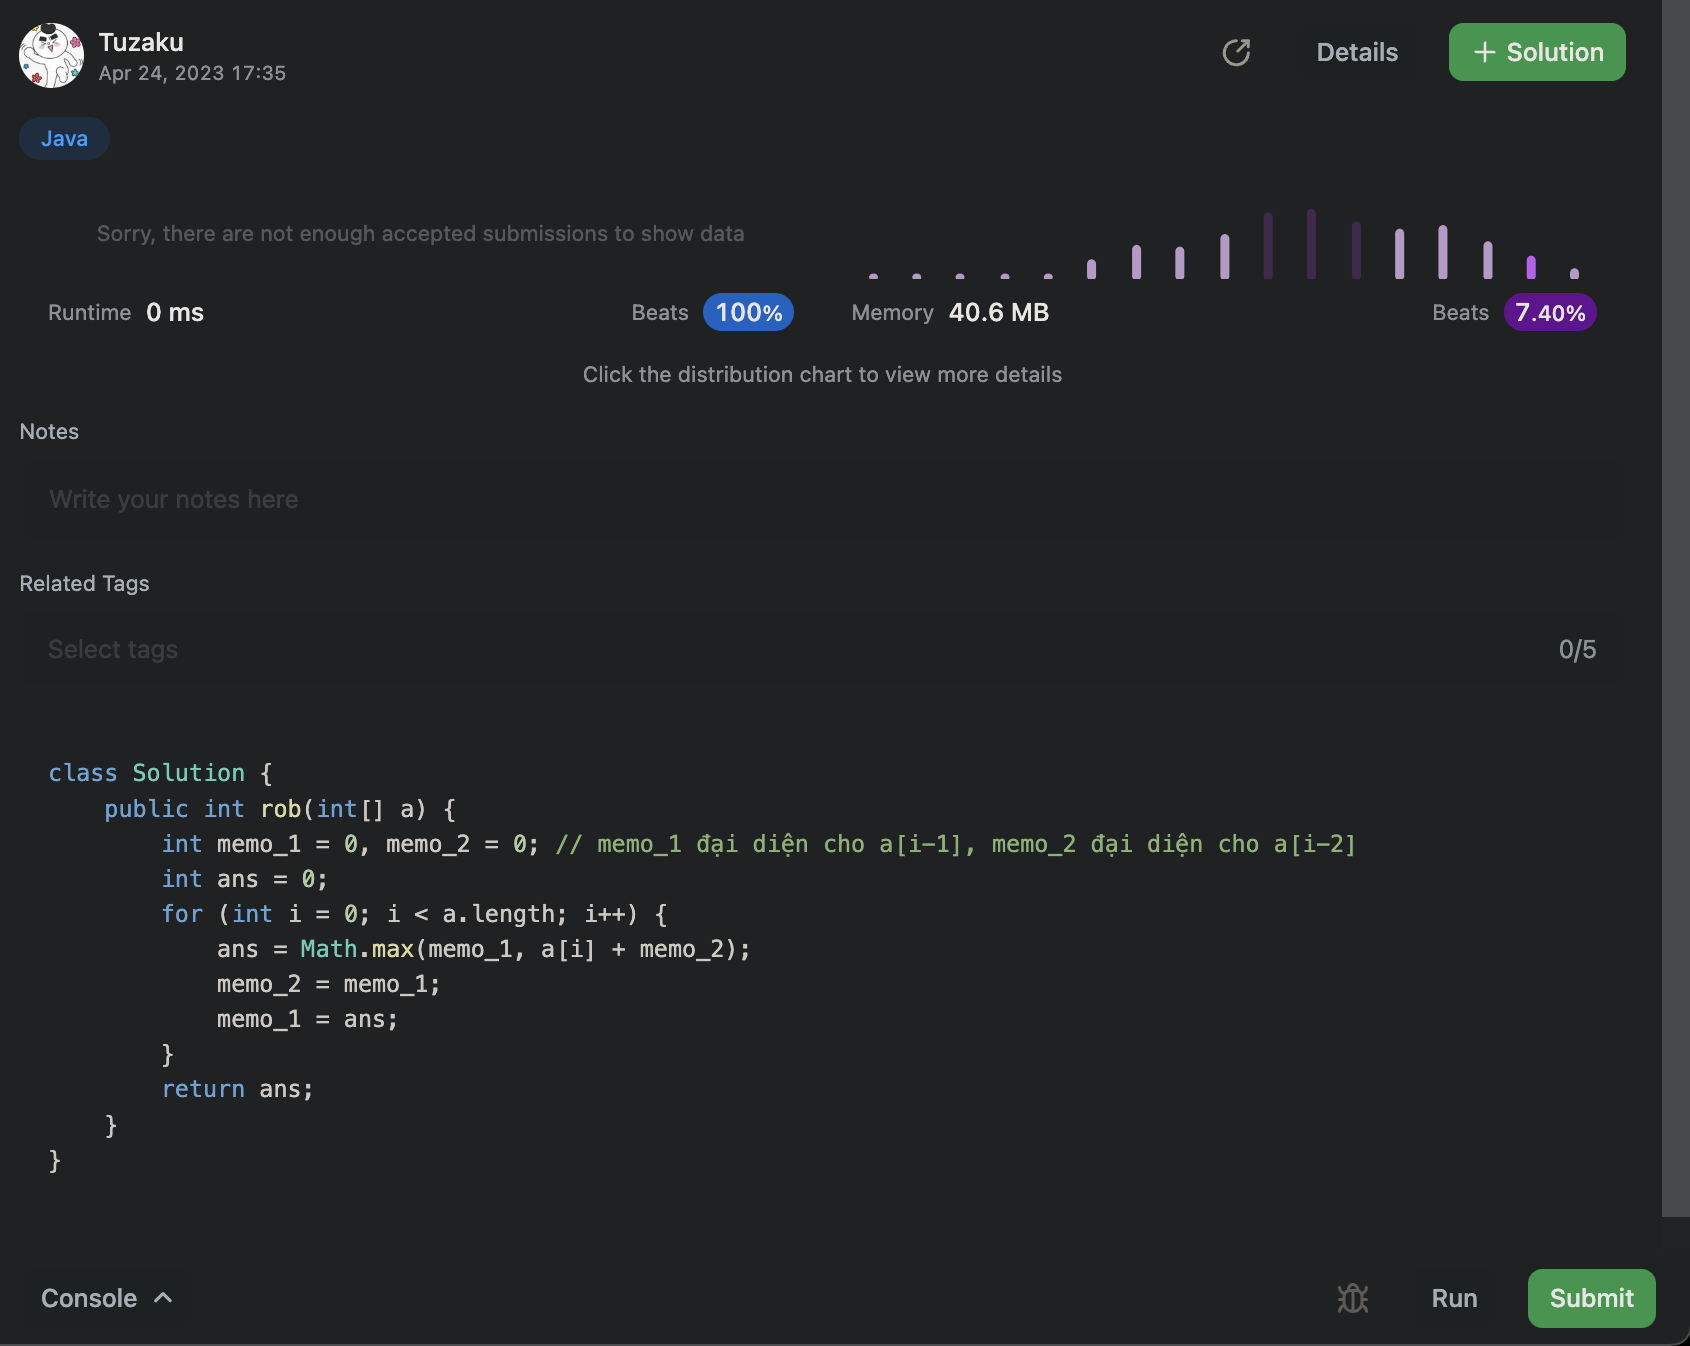 Tuzaku
Apr 24, 2023 17:35
Details
+ Solution
Java
Sorry, there are not enough accepted submissions to show data
Runtime 0 ms
Beats 100%
Memory 40.6 MB
Beats 7.40%
Click the distribution chart to view more details
Notes
Write your notes here
Related Tags
Select tags
0/5
class Solution {
    public int rob(int[] a) {
        int memo_1 = 0, memo_2 = 0; // memo_1 đại diện cho a[i-1], memo_2 đại diện cho a[i-2]
        int ans = 0;
        for (int i = 0; i < a.length; i++) {
            ans = Math.max(memo_1, a[i] + memo_2);
            memo_2 = memo_1;
            memo_1 = ans;
        }
        return ans;
    }
}
Console
Run
Submit